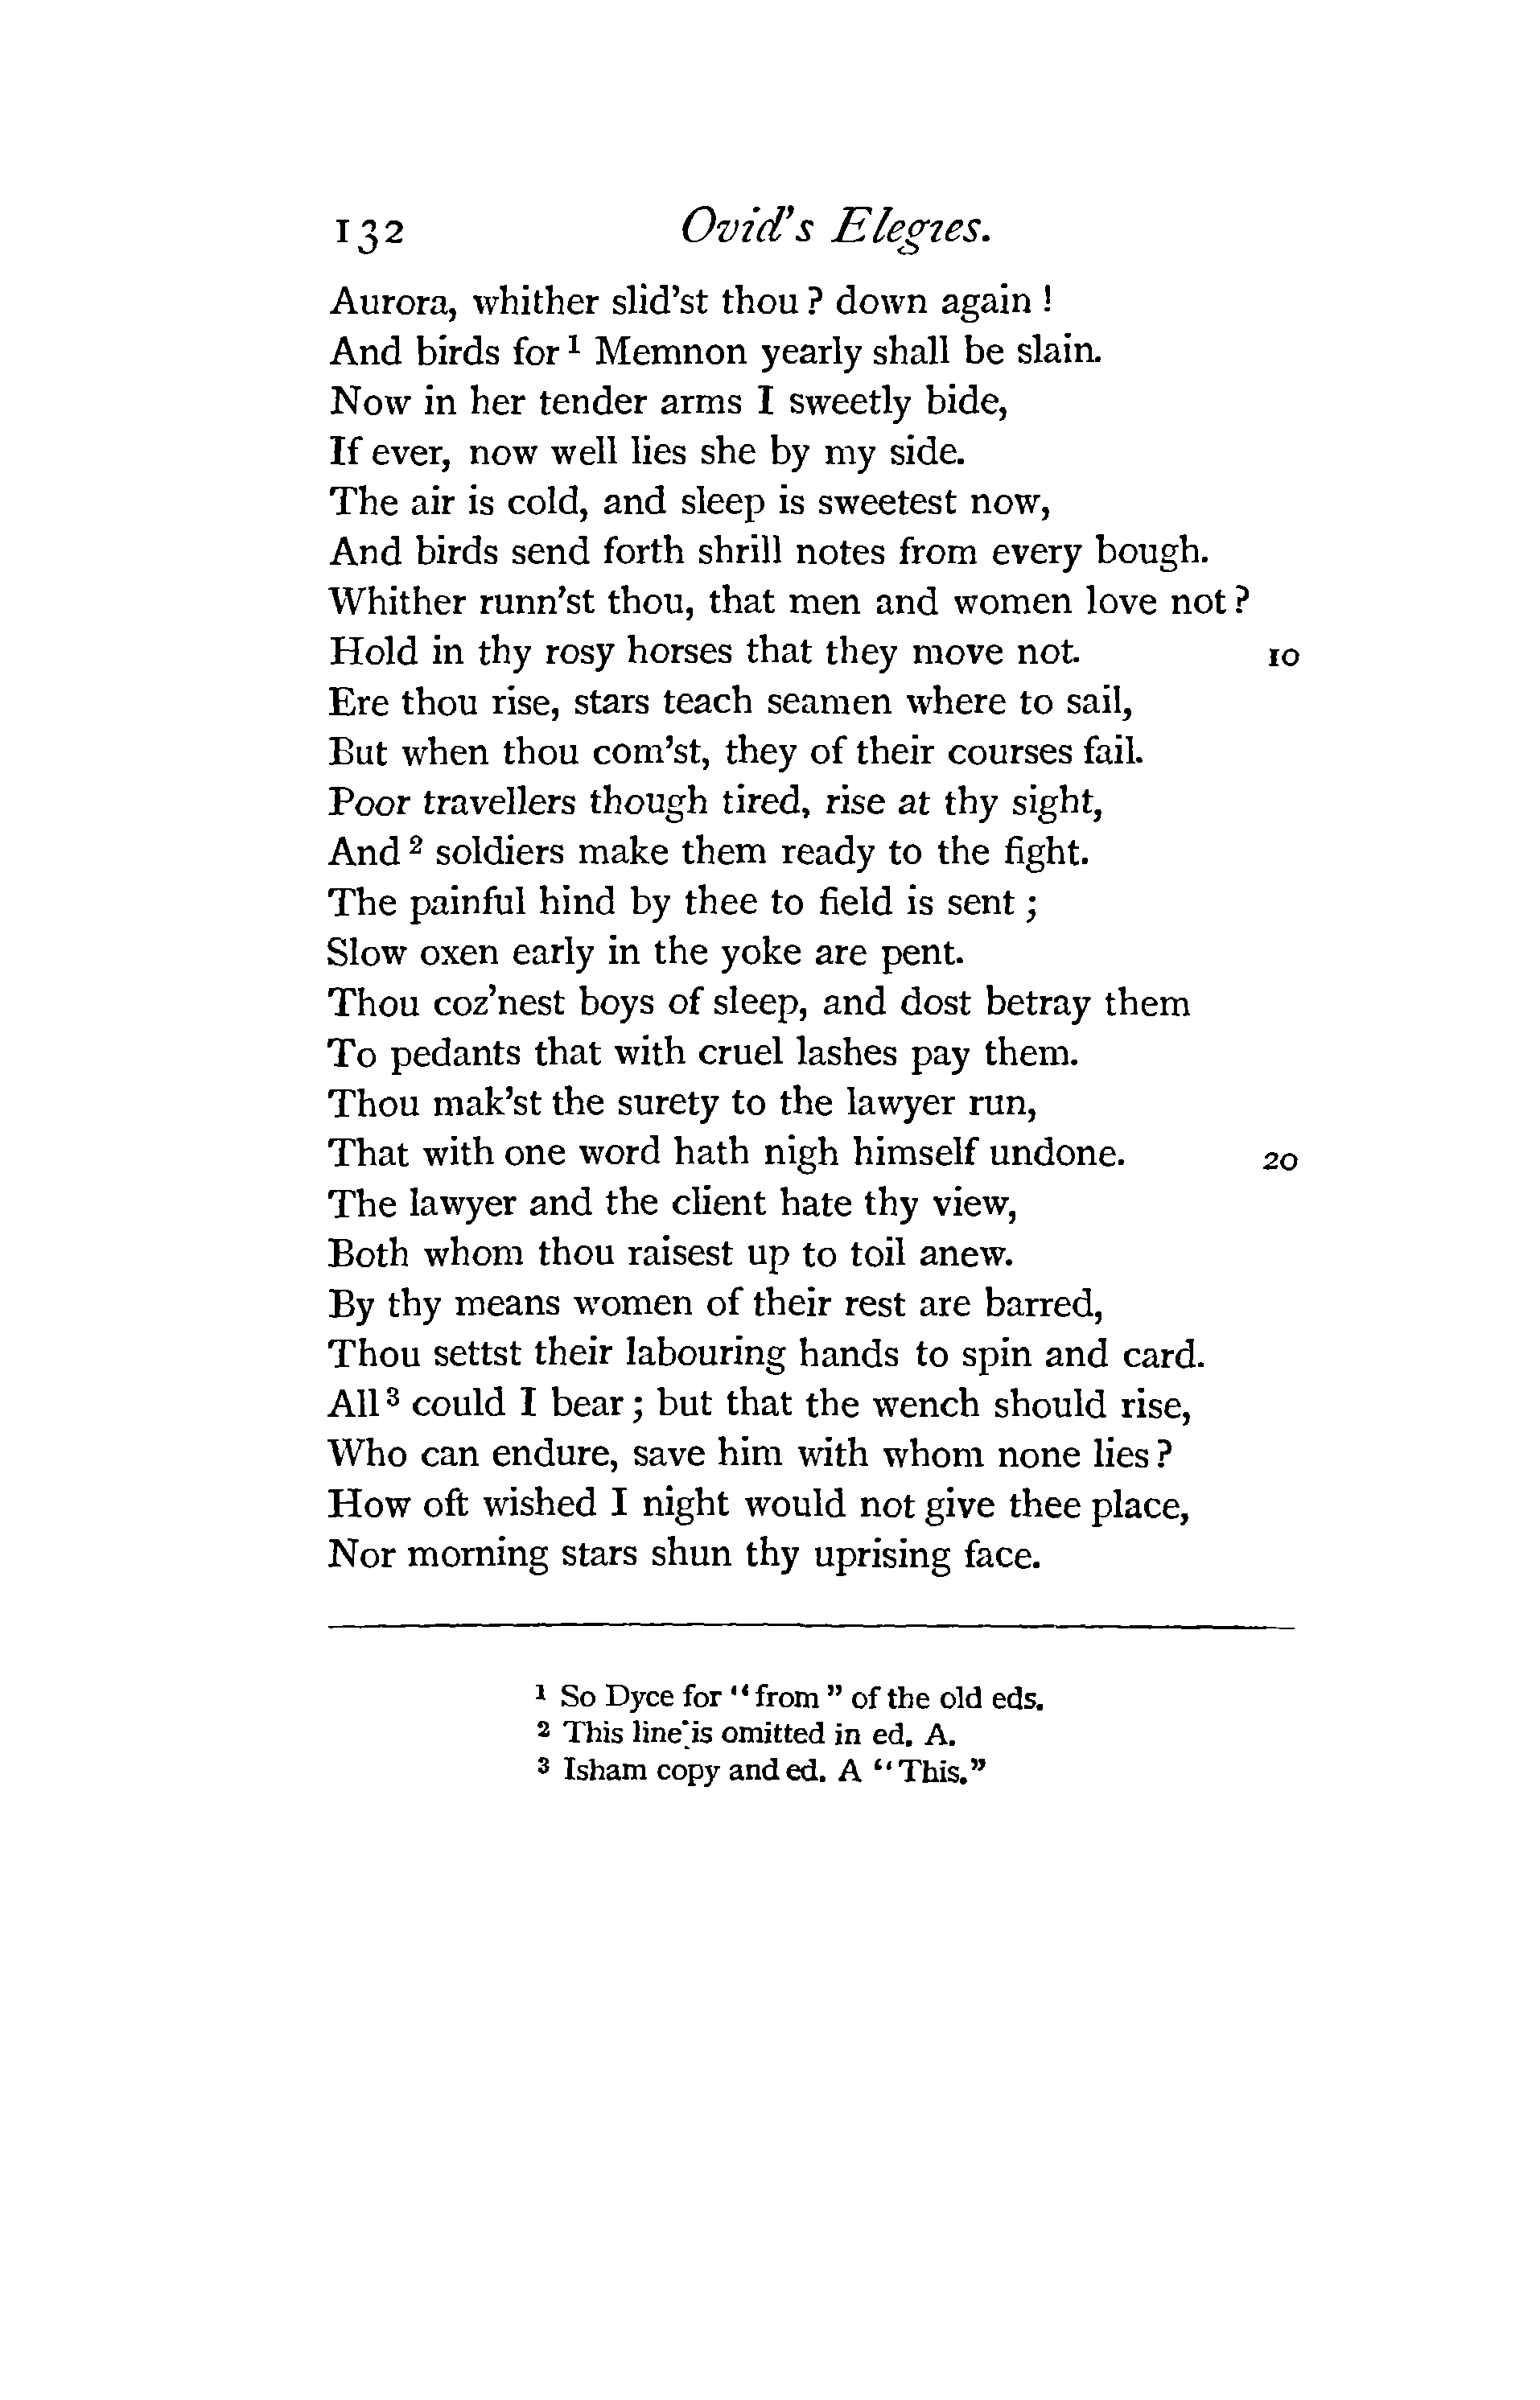 132 Ovid's Elegies.
Aurora, whither slid'st thou? down again!
And birds for¹ Memnon yearly shall be slain.
Now in her tender arms I sweetly bide,
If ever, now well lies she by my side.
The air is cold, and sleep is sweetest now,
And birds send forth shrill notes from every bough.
Whither runn'st thou, that men and women love not?
Hold in thy rosy horses that they move not. 10
Ere thou rise, stars teach seamen where to sail,
But when thou com'st, they of their courses fail.
Poor travellers though tired, rise at thy sight,
And² soldiers make them ready to the fight.
The painful hind by thee to field is sent;
Slow oxen early in the yoke are pent.
Thou coz'nest boys of sleep, and dost betray them
To pedants that with cruel lashes pay them.
Thou mak'st the surety to the lawyer run,
That with one word hath nigh himself undone. 20
The lawyer and the client hate thy view,
Both whom thou raisest up to toil anew.
By thy means women of their rest are barred,
Thou settst their labouring hands to spin and card.
All³ could I bear; but that the wench should rise,
Who can endure, save him with whom none lies?
How oft wished I night would not give thee place,
Nor morning stars shun thy uprising face.
¹ So Dyce for "from" of the old eds.
² This line is omitted in ed. A.
³ Isham copy and ed. A "This."